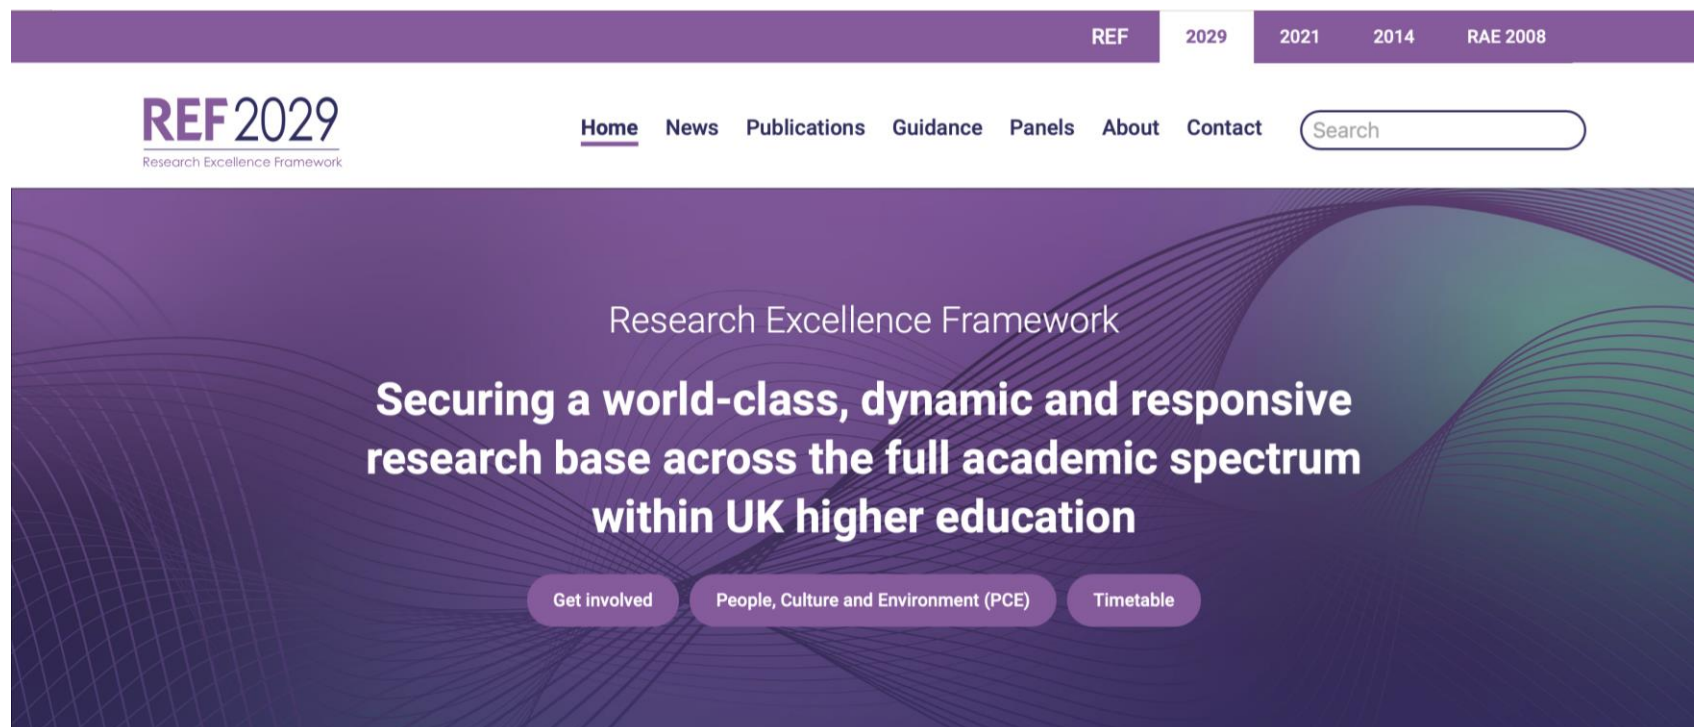 REF 2029 2021 2014 RAE 2008
REF2029
Research Excellence Framework
Home News Publications Guidance Panels About Contact Search
Research Excellence Framework
Securing a world-class, dynamic and responsive
research base across the full academic spectrum
within UK higher education
Get involved People, Culture and Environment (PCE) Timetable